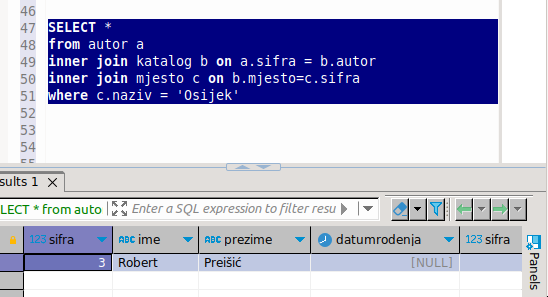 46
47 SELECT *
48 from autor a
49 inner join katalog b on a.sifra = b.autor
50 inner join mjesto c on b.mjesto=c.sifra
51 where c.naziv = 'Osijek'
52
53
54
sults 1
LECT * from auto Enter a SQL expression to filter resu
123 sifra ABC ime ABC prezime datumrodenja 123 sifra
3 Robert Preišić [NULL]
Panels